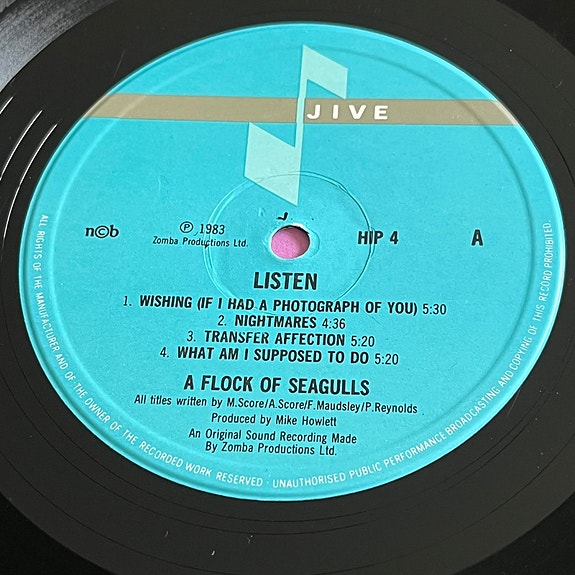 JIVE
n©b
Ⓟ 1983
Zomba Productions Ltd.
HIP 4
A
LISTEN
1. WISHING (IF I HAD A PHOTOGRAPH OF YOU) 5:30
2. NIGHTMARES 4:36
3. TRANSFER AFFECTION 5:20
4. WHAT AM I SUPPOSED TO DO 5:20
A FLOCK OF SEAGULLS
All titles written by M.Score/A.Score/F.Maudsley/P.Reynolds
Produced by Mike Howlett
An Original Sound Recording Made
By Zomba Productions Ltd.
ALL RIGHTS OF THE MANUFACTURER AND OF THE OWNER OF THE RECORDED WORK RESERVED · UNAUTHORISED PUBLIC PERFORMANCE BROADCASTING AND COPYING OF THIS RECORD PROHIBITED.